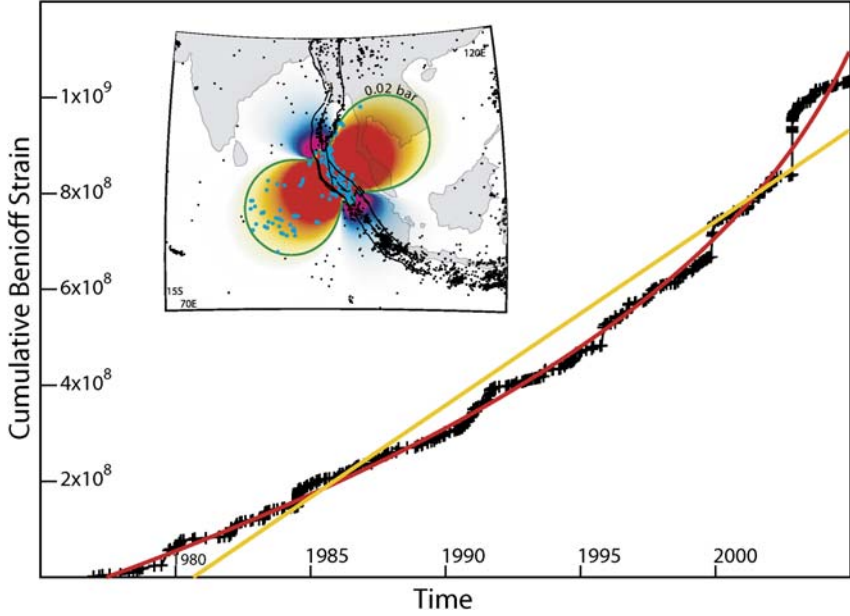 120E
0.02 bar
15S
70E
1x10⁹
8x10⁸
6x10⁸
4x10⁸
2x10⁸
Cumulative Benioff Strain
1980
1985
1990
1995
2000
Time